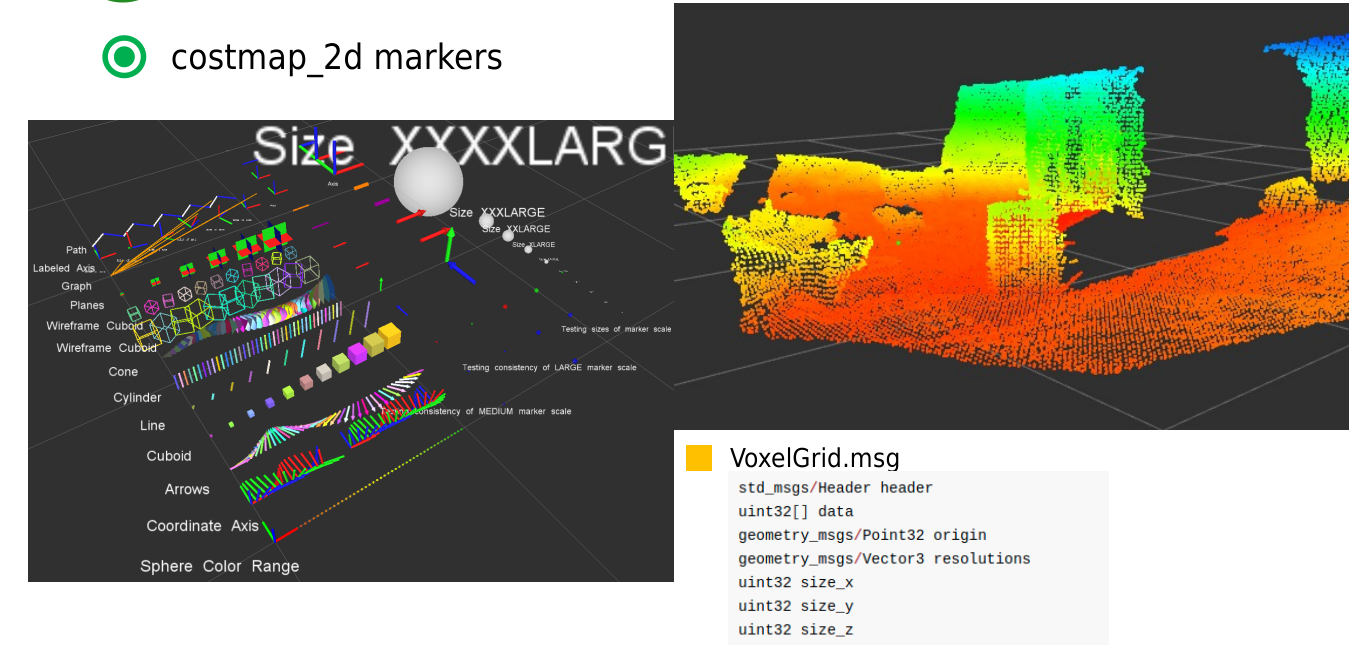 costmap_2d markers
Size XXXXLARG
Axis
Size XXXLARGE
Size XXLARGE
Size XLARGE
Path
Labeled Axis
Graph
Planes
Wireframe Cuboid
Wireframe Cuboid
Cone
Cylinder
Line
Cuboid
Arrows
Coordinate Axis
Sphere Color Range
Testing sizes of marker scale
Testing consistency of LARGE marker scale
Testing consistency of MEDIUM marker scale
VoxelGrid.msg
std_msgs/Header header
uint32[] data
geometry_msgs/Point32 origin
geometry_msgs/Vector3 resolutions
uint32 size_x
uint32 size_y
uint32 size_z